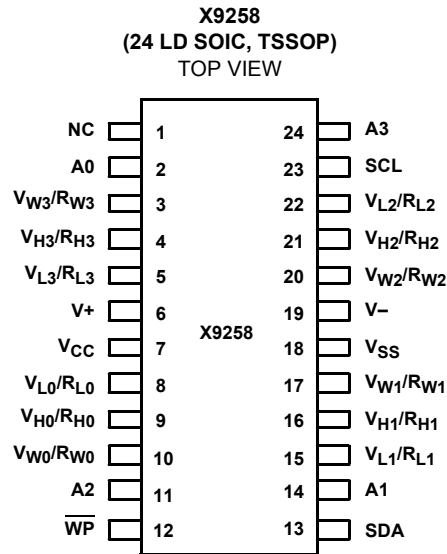 X9258
(24 LD SOIC, TSSOP)
TOP VIEW
NC 1 24 A3
A0 2 23 SCL
VW3/RW3 3 22 VL2/RL2
VH3/RH3 4 21 VH2/RH2
VL3/RL3 5 20 VW2/RW2
V+ 6 19 V–
X9258
VCC 7 18 VSS
VL0/RL0 8 17 VW1/RW1
VH0/RH0 9 16 VH1/RH1
VW0/RW0 10 15 VL1/RL1
A2 11 14 A1
W̅P̅ 12 13 SDA